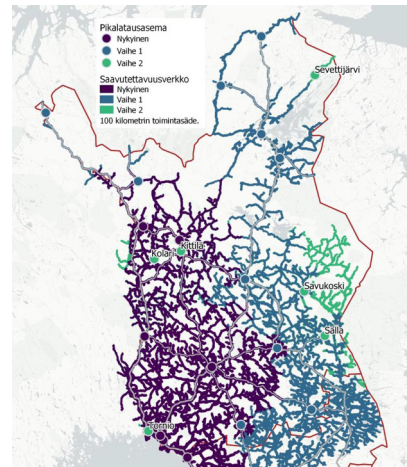 Pikalatausasema
Nykyinen
Vaihe 1
Vaihe 2
Saavutettavuusverkko
Nykyinen
Vaihe 1
Vaihe 2
100 kilometrin toimintasäde.
Sevettijärvi
Kittilä
Kolari
Savukoski
Salla
Tornio